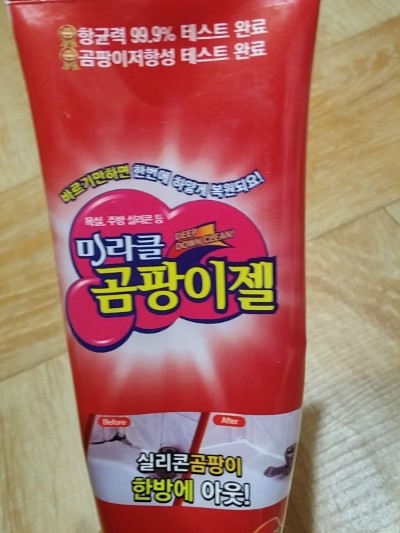 항균력 99.9% 테스트 완료
곰팡이저항성 테스트 완료
바르기만하면 한번에 하얗게 복원돼요!
욕실, 주방 실리콘 등
미라클
DEEP
DOWN CLEAN!
곰팡이젤
Before
After
실리콘곰팡이
한방에 아웃!